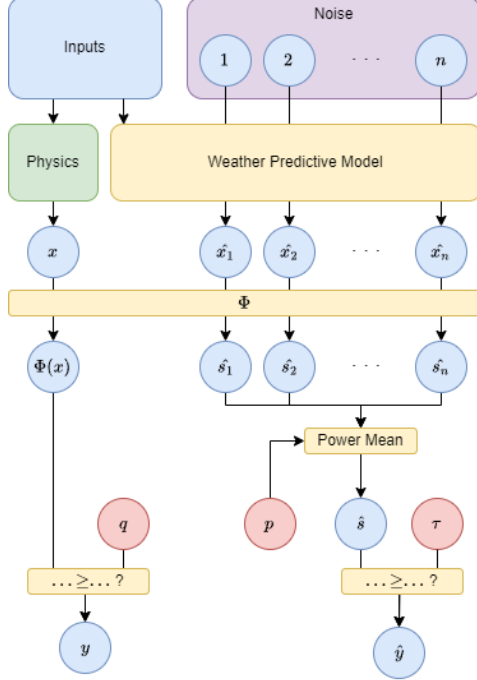 Inputs
Noise
1 2 · · · n
Physics
Weather Predictive Model
x x̂₁ x̂₂ · · · x̂ₙ
Φ
Φ(x) ŝ₁ ŝ₂ · · · ŝₙ
Power Mean
q p ŝ τ
...≥...? ...≥...?
y ŷ